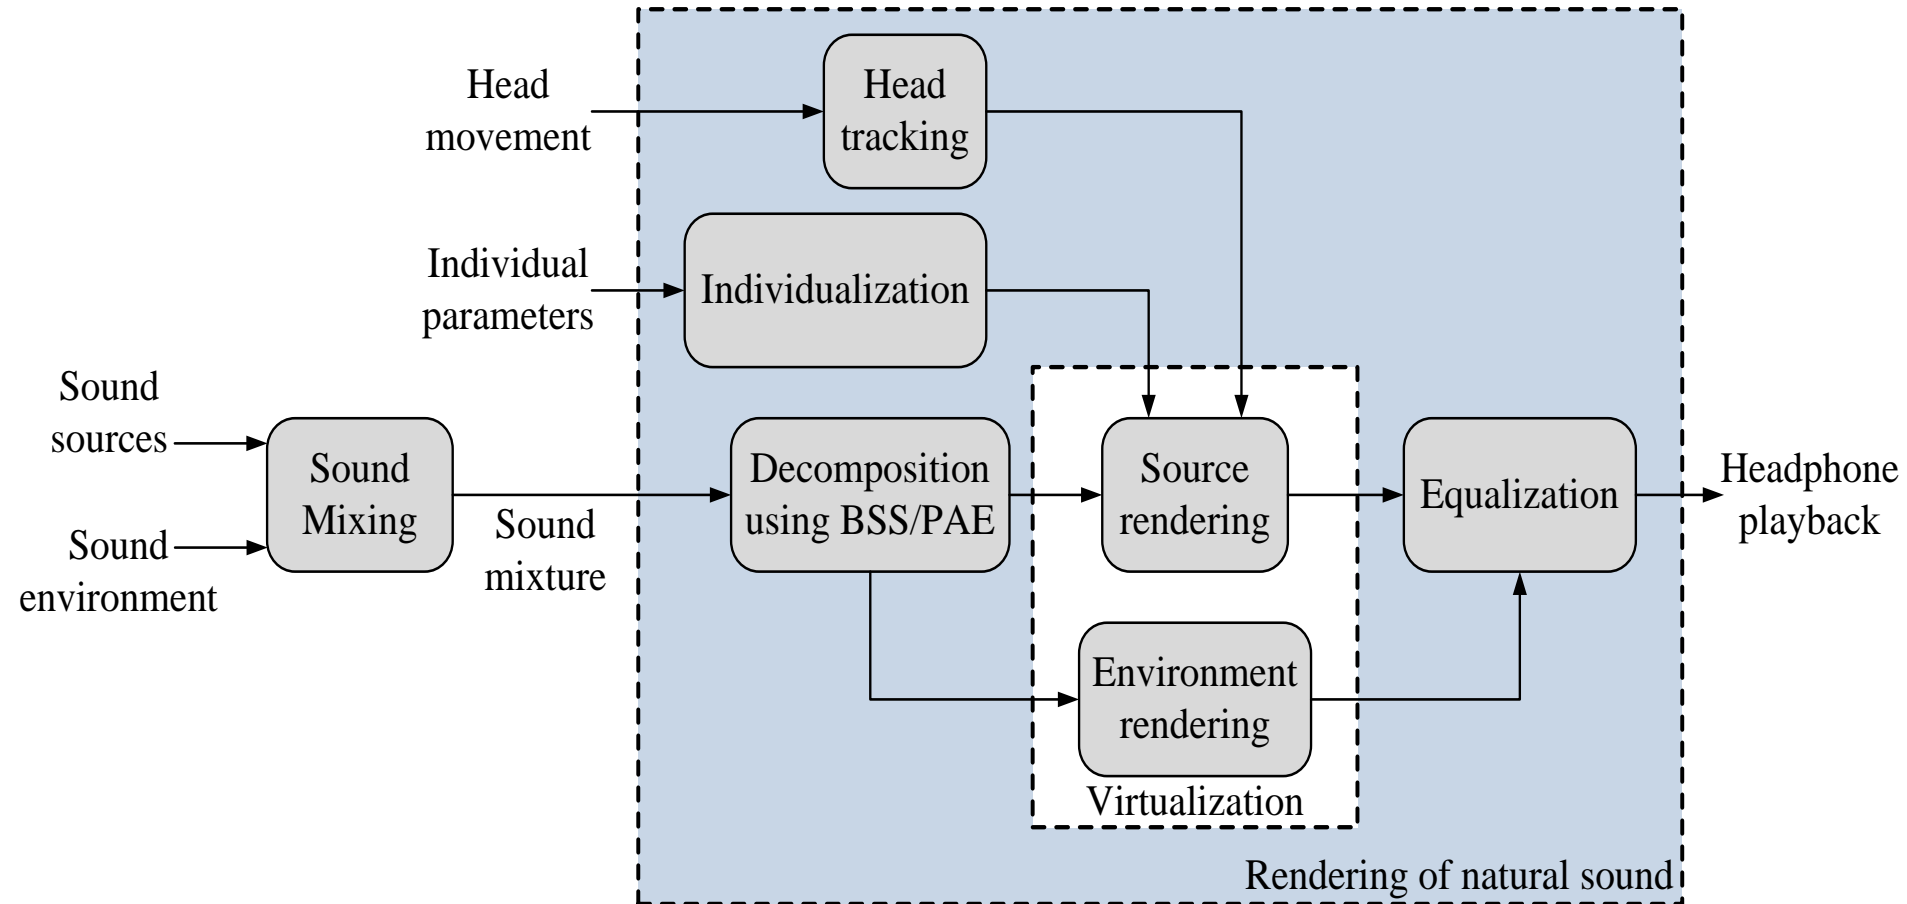 Head
movement
Head
tracking
Individual
parameters
Individualization
Sound
sources
Sound
environment
Sound
Mixing
Sound
mixture
Decomposition
using BSS/PAE
Source
rendering
Equalization
Headphone
playback
Environment
rendering
Virtualization
Rendering of natural sound